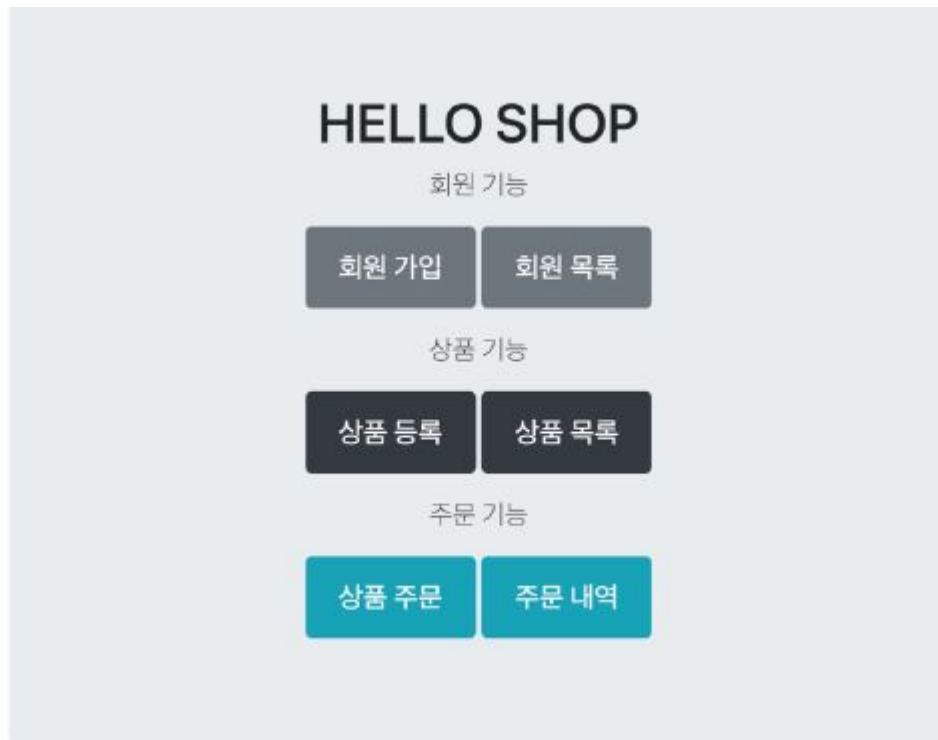 HELLO SHOP
회원 기능
회원 가입 회원 목록
상품 기능
상품 등록 상품 목록
주문 기능
상품 주문 주문 내역